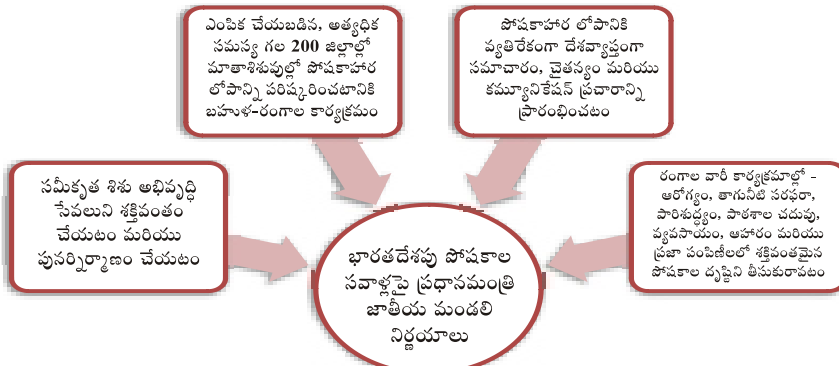 ఎంపిక చేయబడిన, అత్యధిక
సమస్య గల 200 జిల్లాల్లో
మాతాశిశువుల్లో పోషకాహార
లోపాన్ని పరిష్కరించటానికి
బహుళ-రంగాల కార్యక్రమం
పోషకాహార లోపానికి
వ్యతిరేకంగా దేశవ్యాప్తంగా
సమాచారం, చైతన్యం మరియు
కమ్యూనికేషన్ ప్రచారాన్ని
ప్రారంభించటం
సమీకృత శిశు అభివృద్ధి
సేవలుని శక్తివంతం
చేయటం మరియు
పునర్నిర్మాణం చేయటం
రంగాల వారీ కార్యక్రమాల్లో -
ఆరోగ్యం, తాగునీటి సరఫరా,
పారిశుద్ధ్యం, పాఠశాల చదువు,
వ్యవసాయం, ఆహారం మరియు
ప్రజా పంపిణీలలో శక్తివంతమైన
పోషకాల దృష్టిని తీసుకురావటం
భారతదేశపు పోషకాల
సవాళ్లపై ప్రధానమంత్రి
జాతీయ మండలి
నిర్ణయాలు